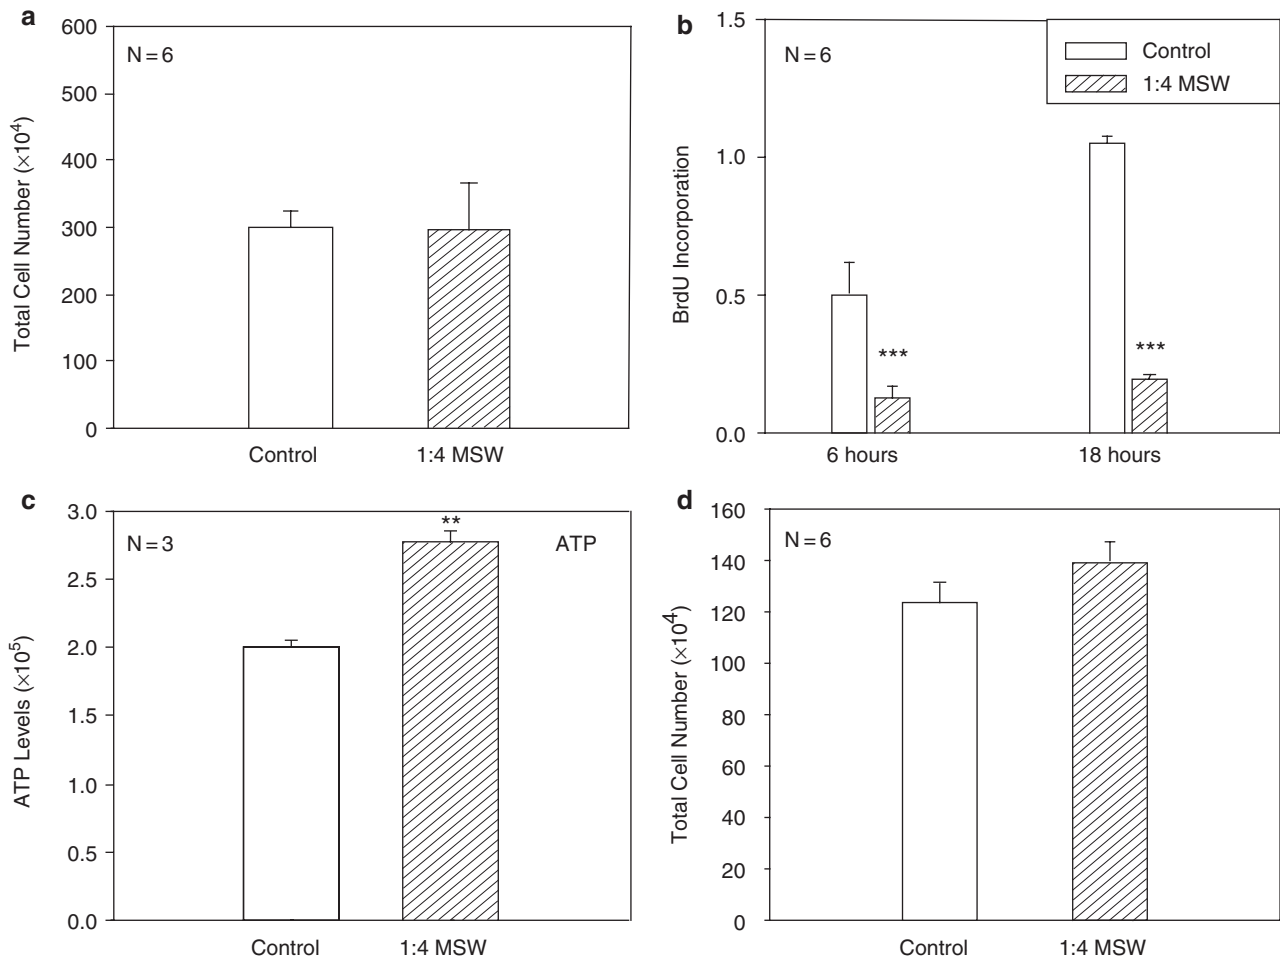 a
N=6
Total Cell Number (×10⁴)
600
500
400
300
200
100
0
Control 1:4 MSW
b
N=6
Control
1:4 MSW
BrdU Incorporation
1.5
1.0
0.5
0.0
***
***
6 hours 18 hours
c
N=3
ATP
**
ATP Levels (×10⁵)
3.0
2.5
2.0
1.5
1.0
0.5
0.0
Control 1:4 MSW
d
N=6
Total Cell Number (×10⁴)
160
140
120
100
80
60
40
20
0
Control 1:4 MSW